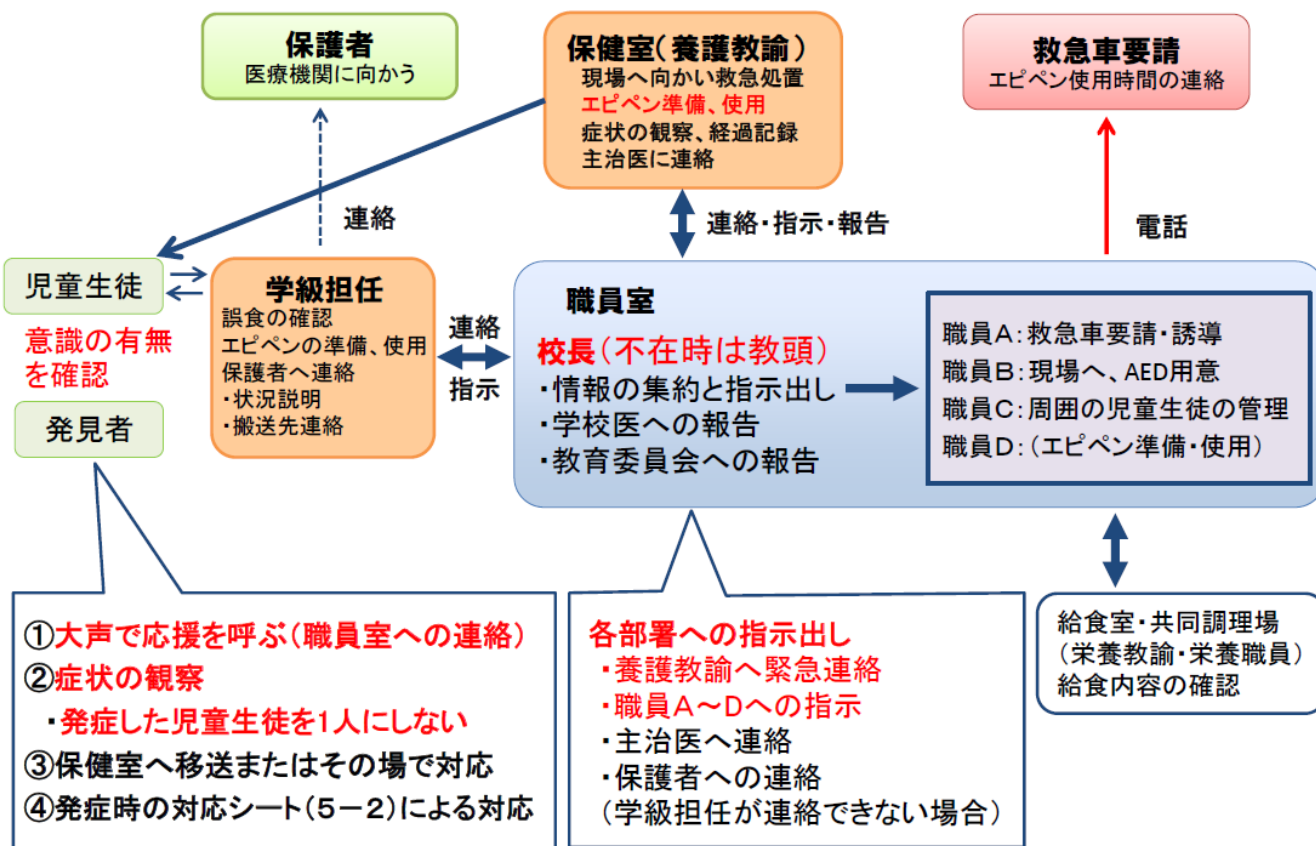 保護者
医療機関に向かう
保健室(養護教諭)
現場へ向かい救急処置
エピペン準備、使用
症状の観察、経過記録
主治医に連絡
救急車要請
エピペン使用時間の連絡
連絡
連絡・指示・報告
電話
児童生徒
意識の有無
を確認
発見者
学級担任
誤食の確認
エピペンの準備、使用
保護者へ連絡
・状況説明
・搬送先連絡
連絡
指示
職員室
校長(不在時は教頭)
・情報の集約と指示出し
・学校医への報告
・教育委員会への報告
職員A:救急車要請・誘導
職員B:現場へ、AED用意
職員C:周囲の児童生徒の管理
職員D:(エピペン準備・使用)
①大声で応援を呼ぶ(職員室への連絡)
②症状の観察
・発症した児童生徒を1人にしない
③保健室へ移送またはその場で対応
④発症時の対応シート(5-2)による対応
各部署への指示出し
・養護教諭へ緊急連絡
・職員A~Dへの指示
・主治医へ連絡
・保護者への連絡
(学級担任が連絡できない場合)
給食室・共同調理場
(栄養教諭・栄養職員)
給食内容の確認